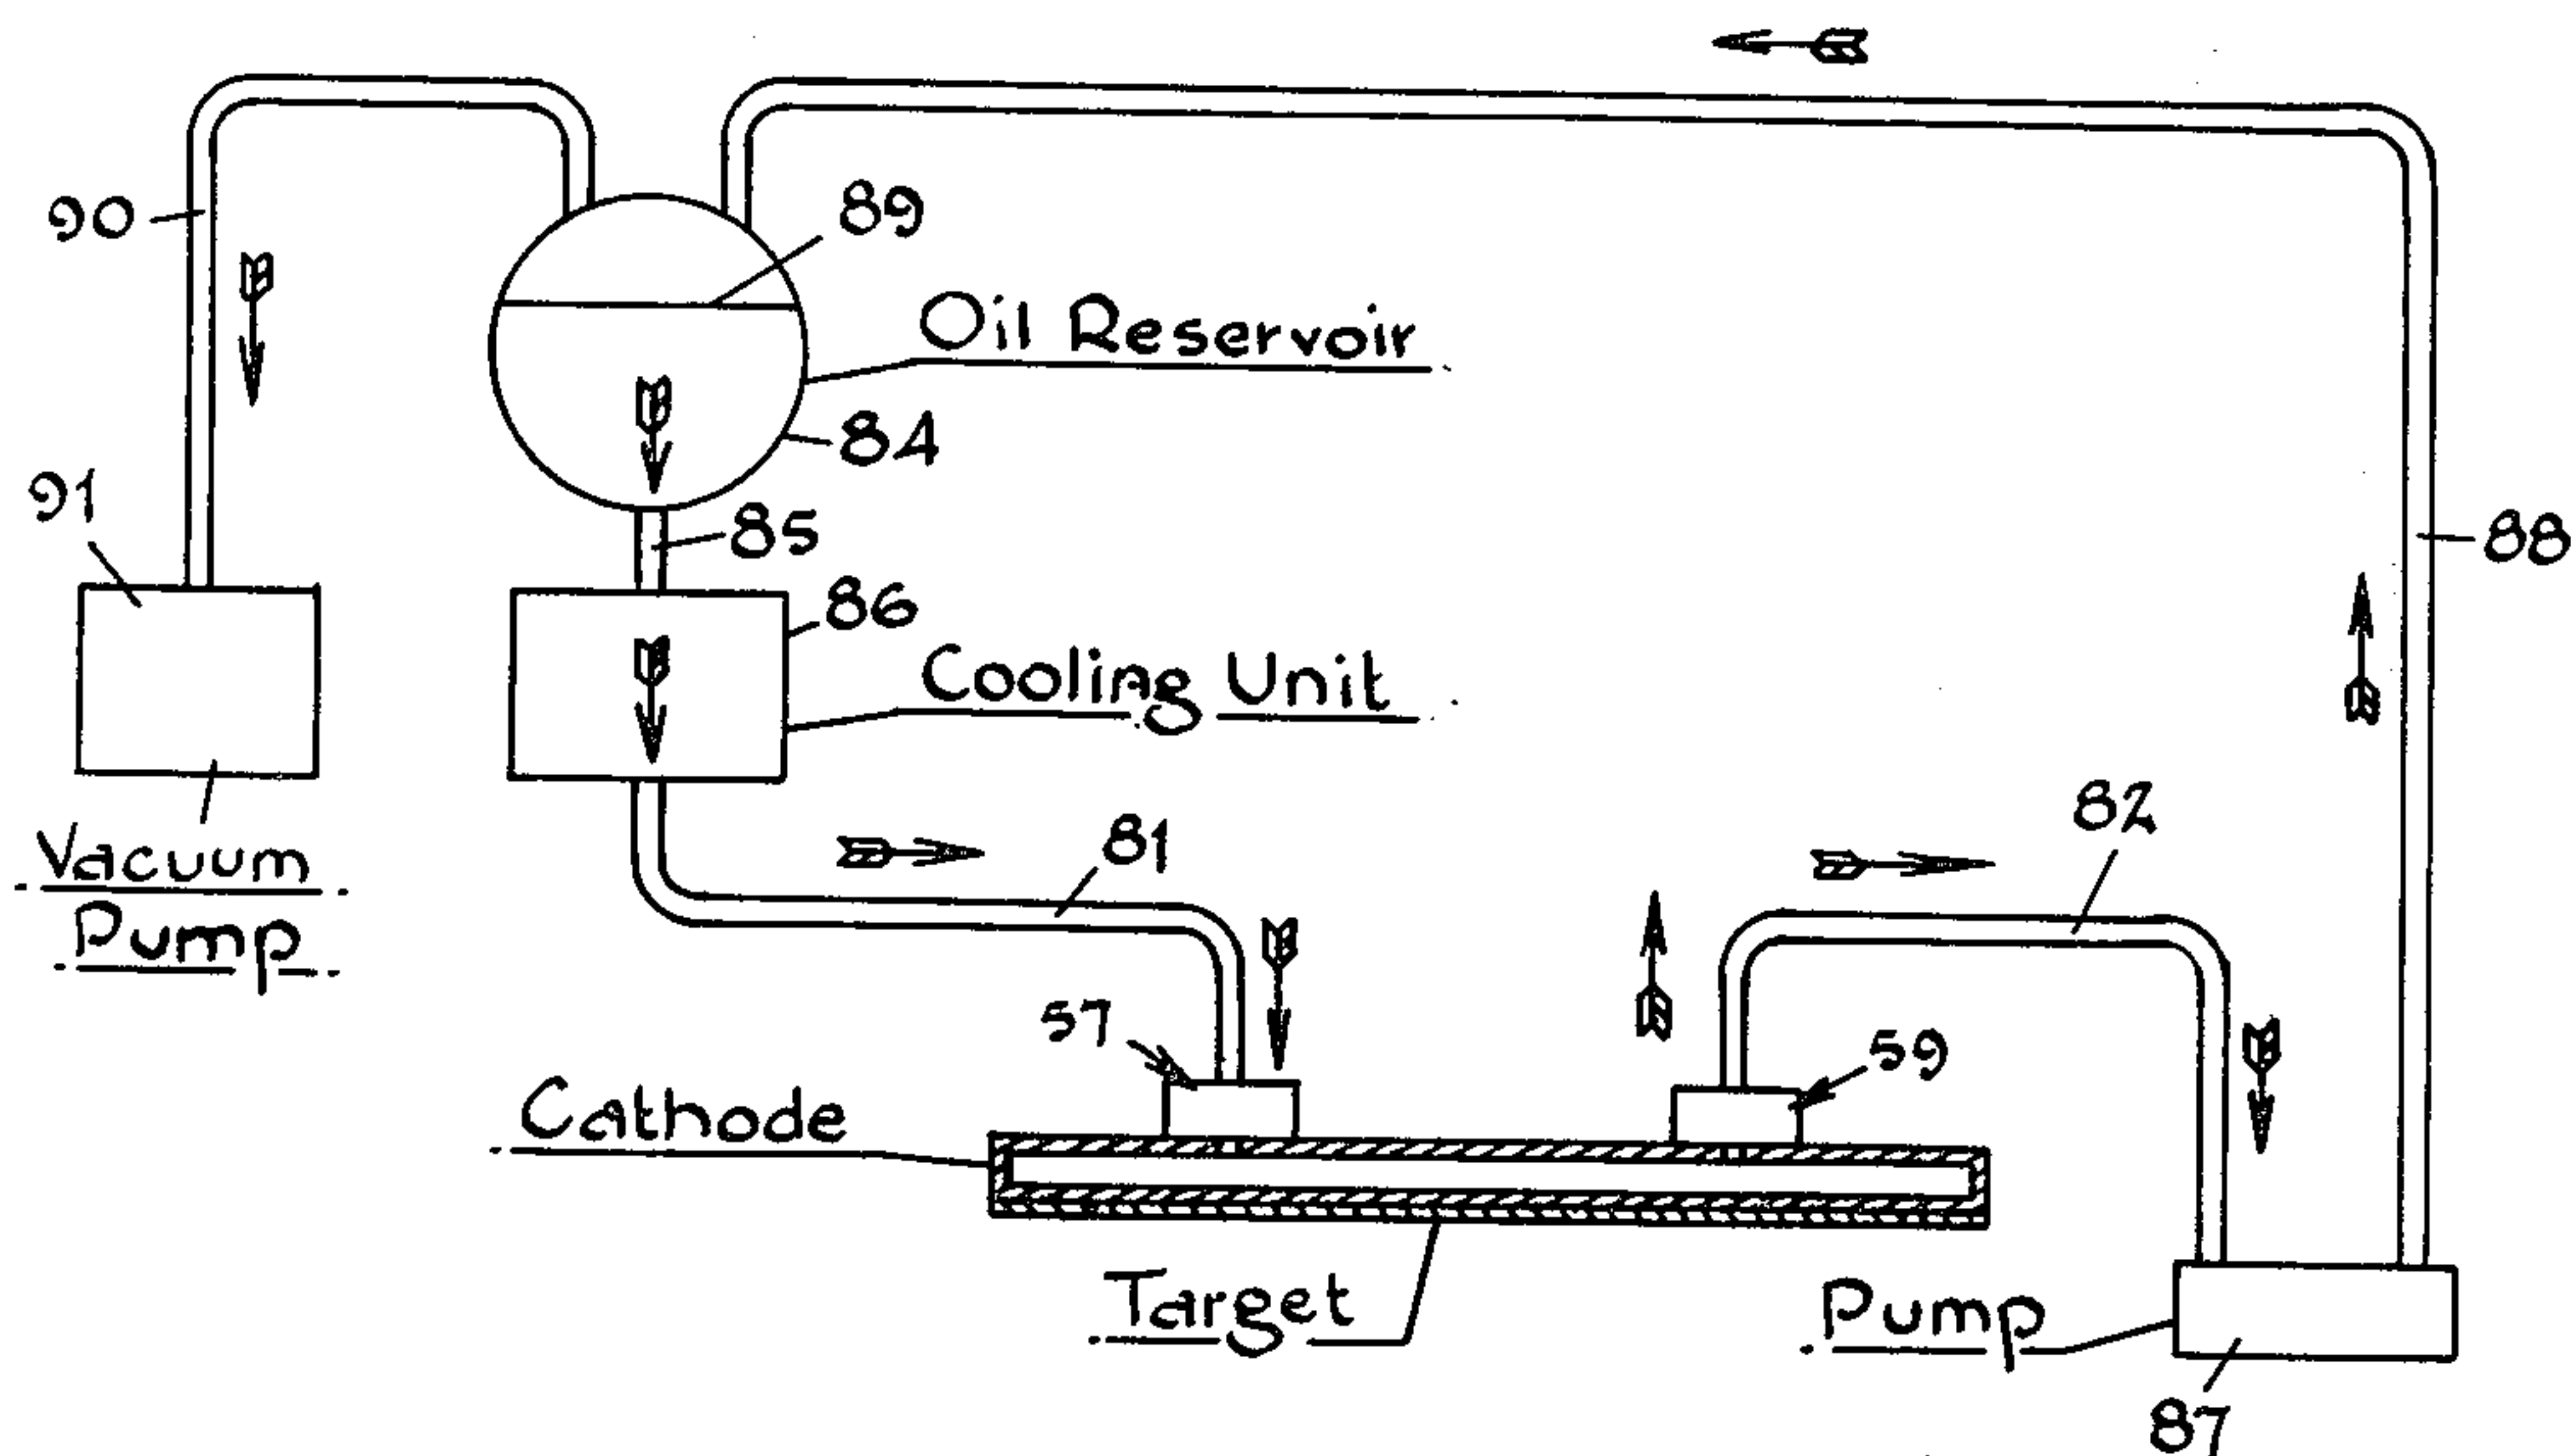 90
89
Oil Reservoir
84
91
85
88
86
Cooling Unit
81
82
Vacuum
Pump
57
59
Cathode
Target
Pump
87